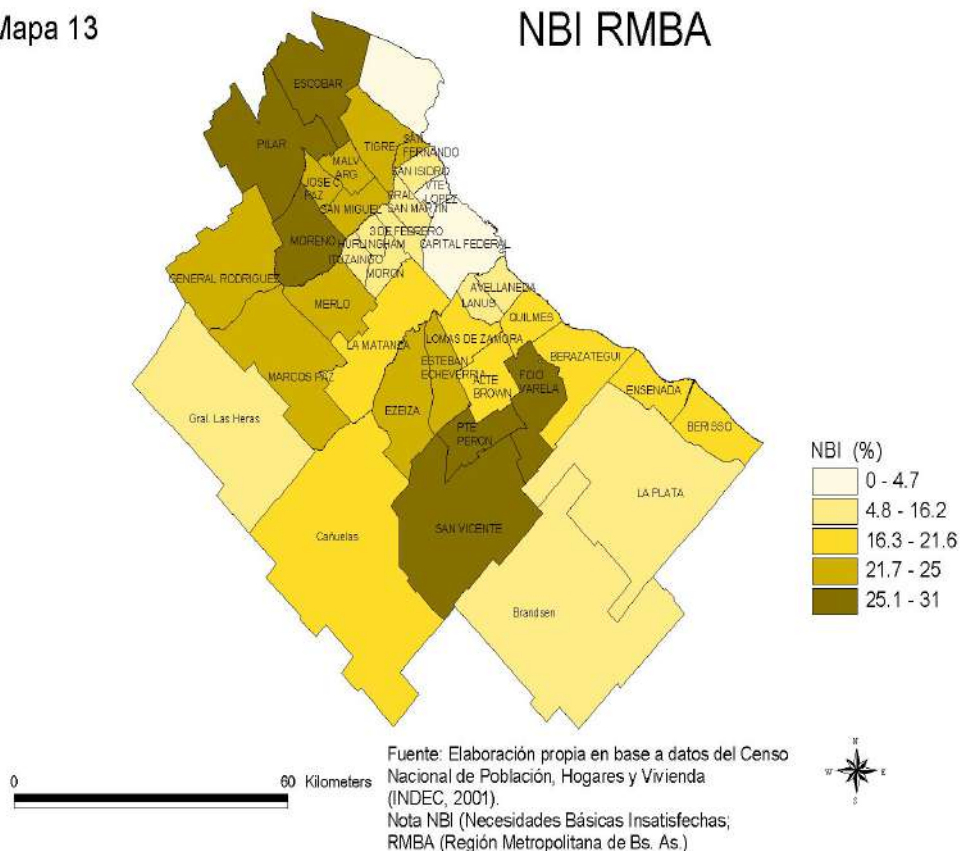 Mapa 13
NBI RMBA
ESCOBAR
PILAR
TIGRE
SAN
FERNANDO
MALV
ARG
SAN ISIDRO
JOSE C
PAZ
VTE
LOPEZ
GRAL
SAN MARTIN
SAN MIGUEL
3 DE FEBRERO
MORENO
HURLINGHAM
CAPITAL FEDERAL
ITUZAINGO
MORON
GENERAL RODRIGUEZ
AVELLANEDA
MERLO
LANUS
QUILMES
LA MATANZA
LOMAS DE ZAMORA
BERAZATEGUI
ESTEBAN
ECHEVERRIA
FCIO
VARELA
MARCOS PAZ
ALTE
BROWN
ENSENADA
Gral. Las Heras
EZEIZA
PTE
PERON
BERISSO
LA PLATA
SAN VICENTE
Cañuelas
Brandsen
NBI (%)
0 - 4.7
4.8 - 16.2
16.3 - 21.6
21.7 - 25
25.1 - 31
0
60 Kilometers
Fuente: Elaboración propia en base a datos del Censo
Nacional de Población, Hogares y Vivienda
(INDEC, 2001).
Nota NBI (Necesidades Básicas Insatisfechas;
RMBA (Región Metropolitana de Bs. As.)
N
W
E
S